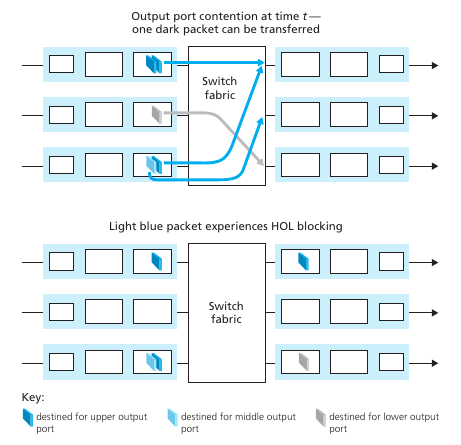 Output port contention at time t —
one dark packet can be transferred
Switch
fabric
Light blue packet experiences HOL blocking
Switch
fabric
Key:
destined for upper output
port
destined for middle output
port
destined for lower output
port